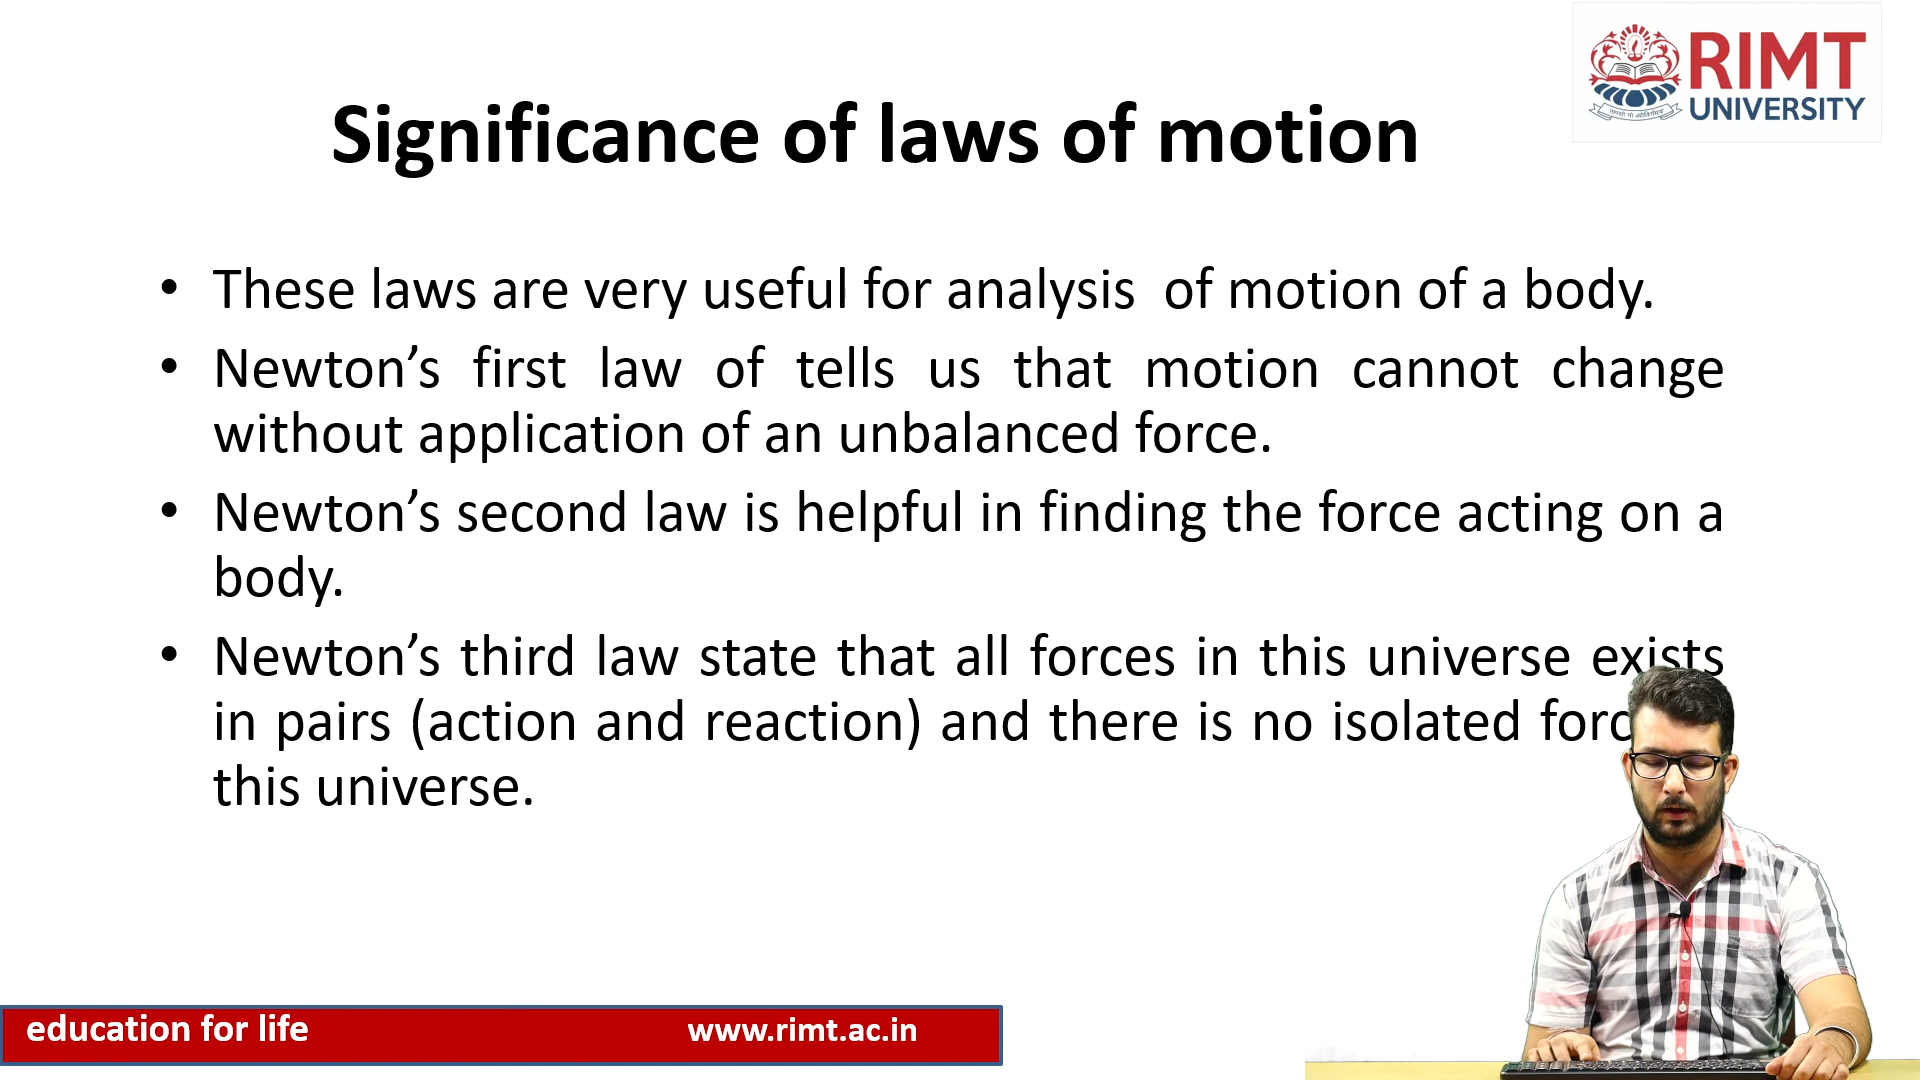 RIMT
UNIVERSITY
Significance of laws of motion
• These laws are very useful for analysis  of motion of a body.
• Newton’s first law of tells us that motion cannot change
without application of an unbalanced force.
• Newton’s second law is helpful in finding the force acting on a
body.
• Newton’s third law state that all forces in this universe exists
in pairs (action and reaction) and there is no isolated
this universe.
education for life
www.rimt.ac.in